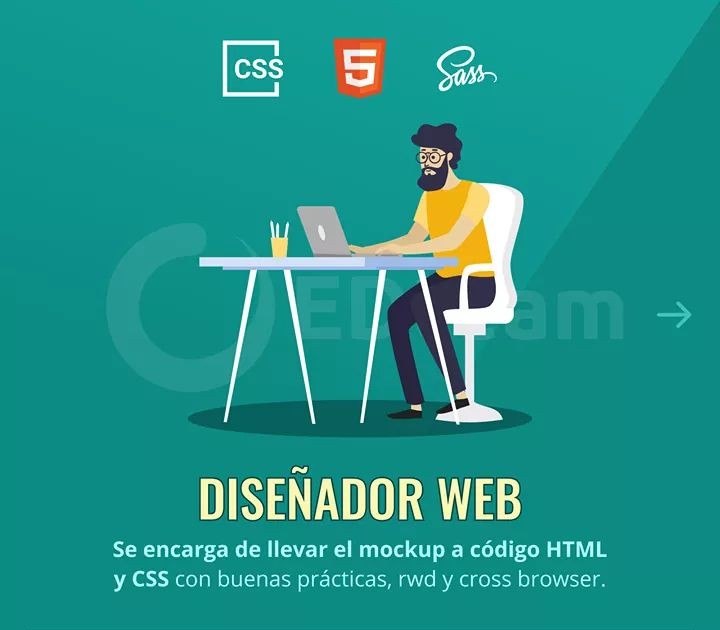 CSS 5 Sass
EDteam
DISEÑADOR WEB
Se encarga de llevar el mockup a código HTML
y CSS con buenas prácticas, rwd y cross browser.